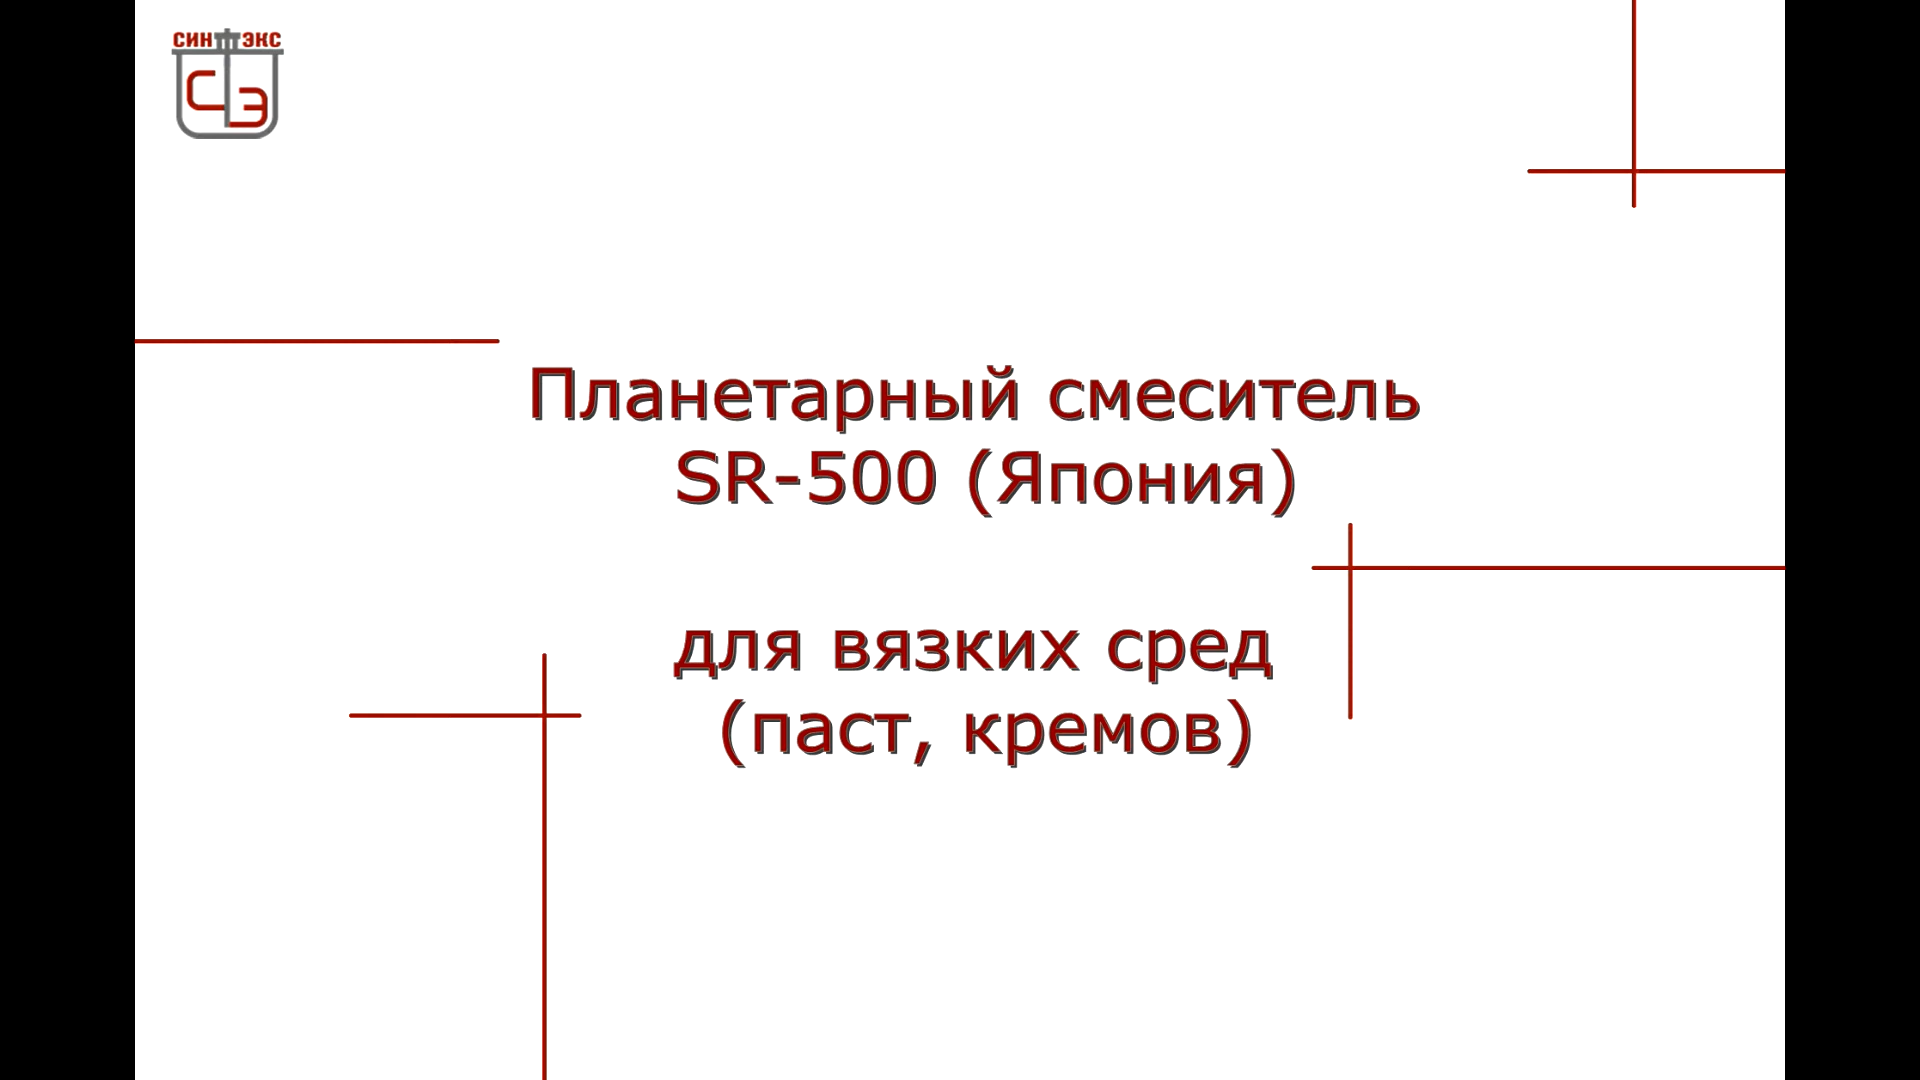 СИНТЭКС
СЭ
Планетарный смеситель
SR-500 (Япония)
для вязких сред
(паст, кремов)